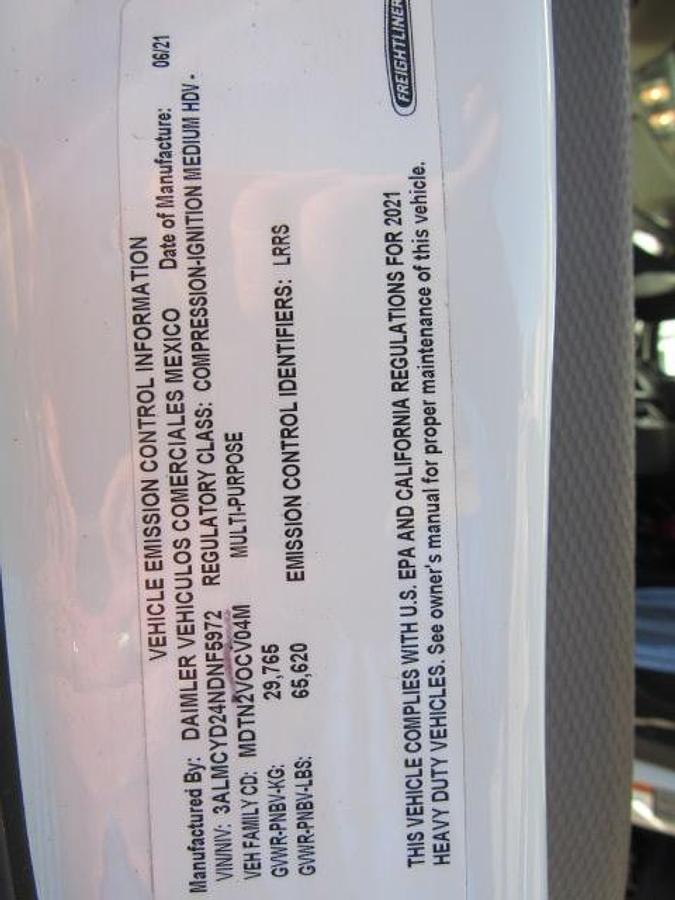 VEHICLE EMISSION CONTROL INFORMATION
Manufactured By: DAIMLER VEHICULOS COMERCIALES MEXICO Date of Manufacture: 06/21
VIN/NIV: 3ALMCYD24NDNF5972 REGULATORY CLASS: COMPRESSION-IGNITION MEDIUM HDV -
VEH FAMILY CD: MDTN2VOCV04M MULTI-PURPOSE
GVWR-PNBV-KG: 29,765
GVWR-PNBV-LBS: 65,620 EMISSION CONTROL IDENTIFIERS: LRRS
THIS VEHICLE COMPLIES WITH U.S. EPA AND CALIFORNIA REGULATIONS FOR 2021
HEAVY DUTY VEHICLES. See owner's manual for proper maintenance of this vehicle.
FREIGHTLINER